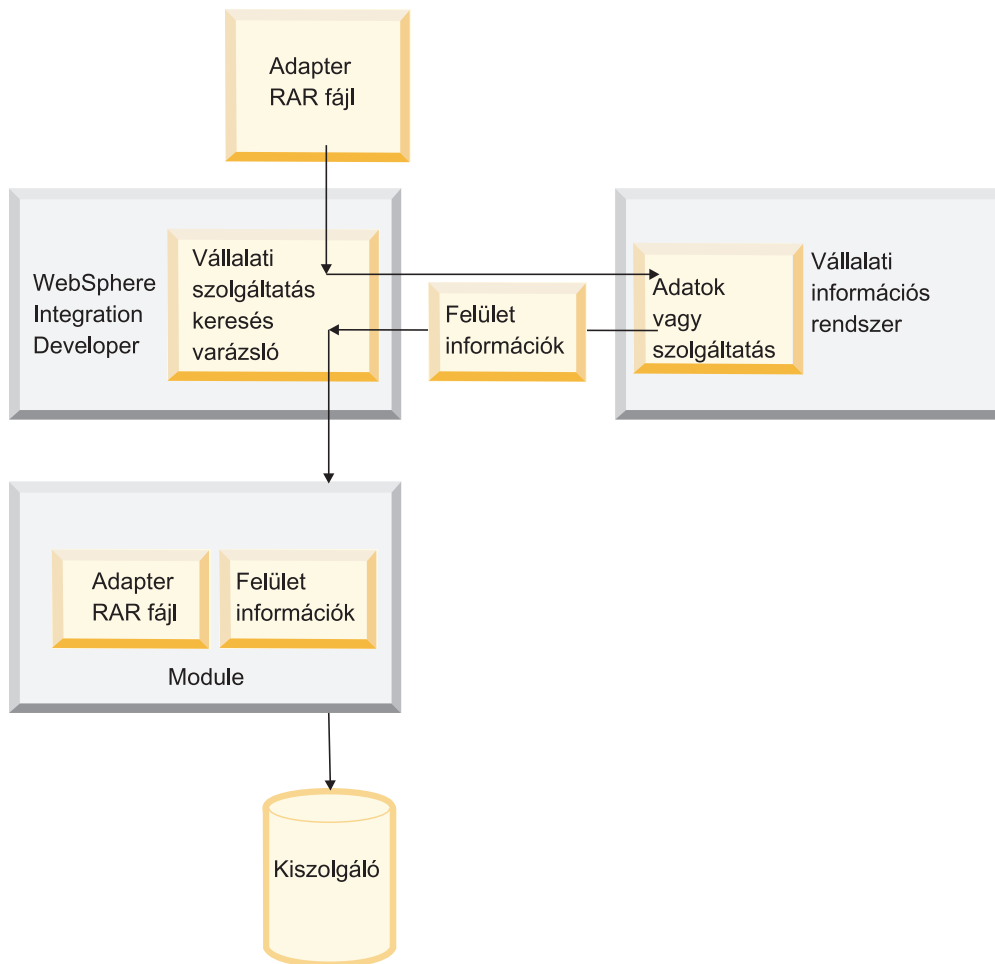 Adapter
RAR fájl
WebSphere
Integration
Developer
Vállalati
szolgáltatás
keresés
varázsló
Felület
információk
Adatok
vagy
szolgáltatás
Vállalati
információs
rendszer
Adapter
RAR fájl
Felület
információk
Module
Kiszolgáló